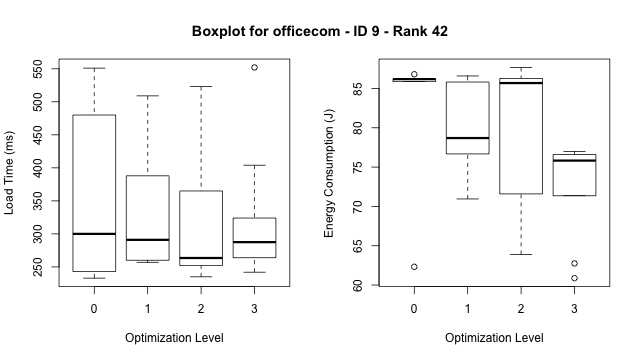 Boxplot for officecom - ID 9 - Rank 42
Load Time (ms)
550
500
450
400
350
300
250
0 1 2 3
Optimization Level
Energy Consumption (J)
85
80
75
70
65
60
0 1 2 3
Optimization Level